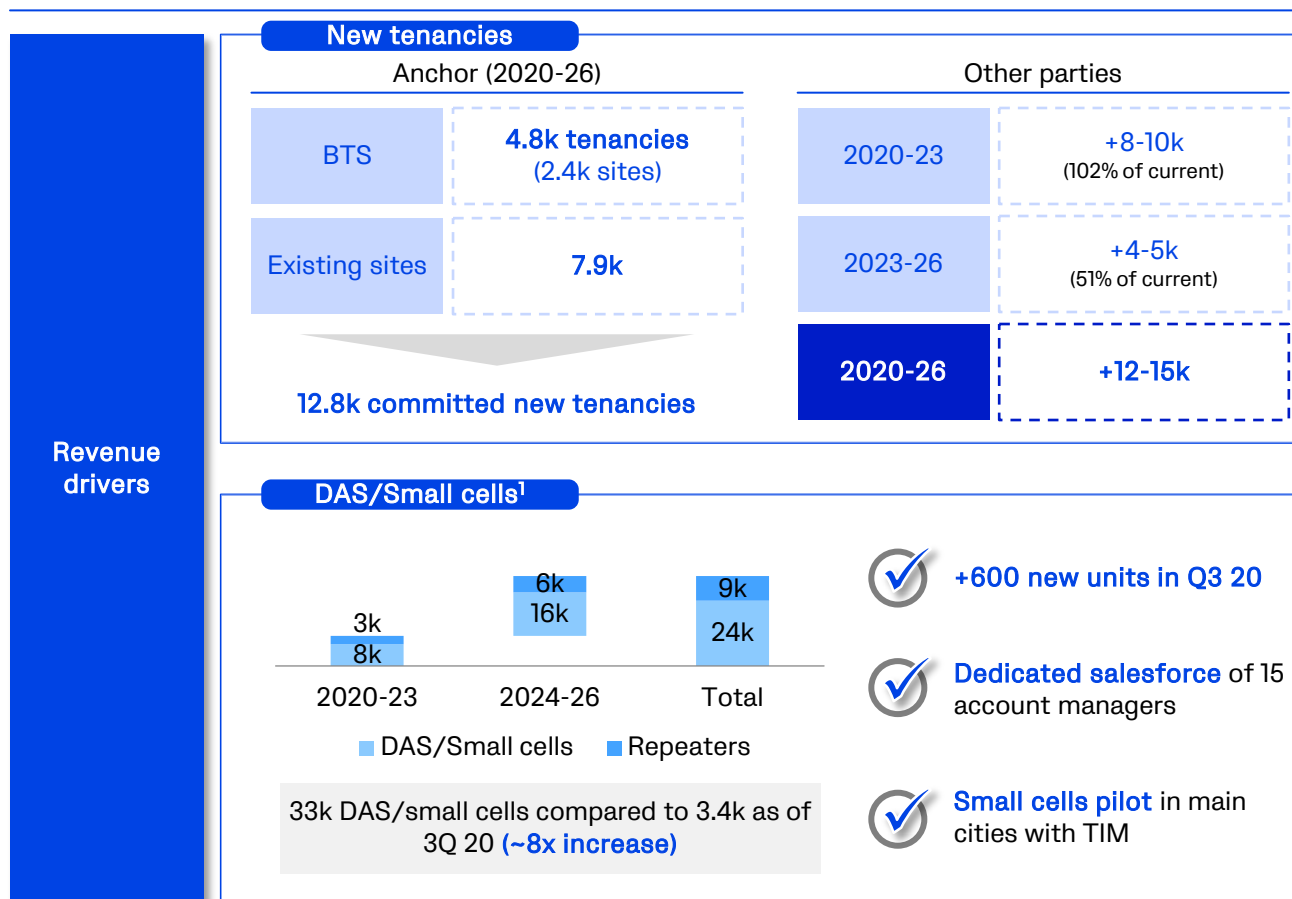 Revenue
drivers
New tenancies
Anchor (2020-26)
BTS
4.8k tenancies
(2.4k sites)
Existing sites
7.9k
12.8k committed new tenancies
Other parties
2020-23
+8-10k
(102% of current)
2023-26
+4-5k
(51% of current)
2020-26
+12-15k
DAS/Small cells¹
3k
8k
6k
16k
9k
24k
2020-23
2024-26
Total
DAS/Small cells
Repeaters
33k DAS/small cells compared to 3.4k as of
3Q 20 (~8x increase)
+600 new units in Q3 20
Dedicated salesforce of 15
account managers
Small cells pilot in main
cities with TIM